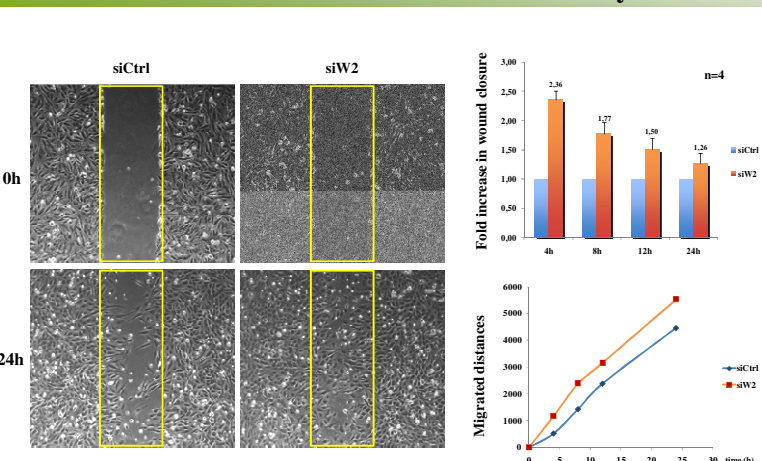 siCtrl
siW2
0h
24h
Fold increase in wound closure
3,00
2,50
2,00
1,50
1,00
0,50
0,00
n=4
2,36
1,77
1,50
1,26
4h
8h
12h
24h
siCtrl
siW2
Migrated distances
6000
5000
4000
3000
2000
1000
0
0
5
10
15
20
25
30
time (h)
siCtrl
siW2